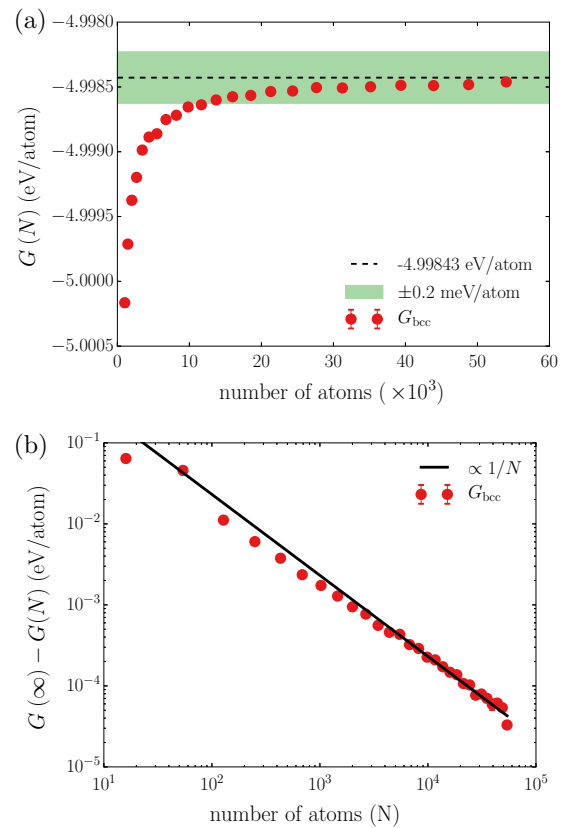 (a)
−4.9980
−4.9985
−4.9990
−4.9995
−5.0000
−5.0005
G (N) (eV/atom)
-4.99843 eV/atom
±0.2 meV/atom
G_bcc
0 10 20 30 40 50 60
number of atoms (×10³)
(b)
10⁻¹
10⁻²
10⁻³
10⁻⁴
10⁻⁵
G (∞) − G(N) (eV/atom)
∝ 1/N
G_bcc
10¹ 10² 10³ 10⁴ 10⁵
number of atoms (N)